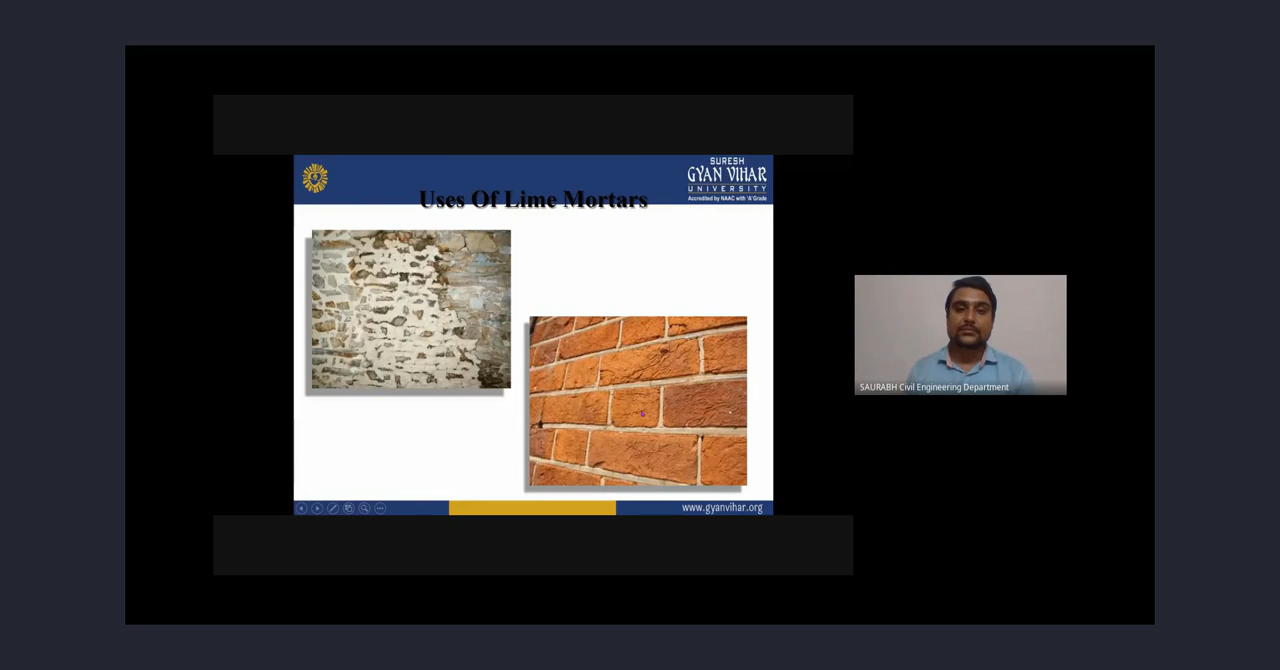 SURESH
GYAN VIHAR
UNIVERSITY
Accredited by NAAC with 'A' Grade
Uses Of Lime Mortars
SAURABH Civil Engineering Department
www.gyanvihar.org